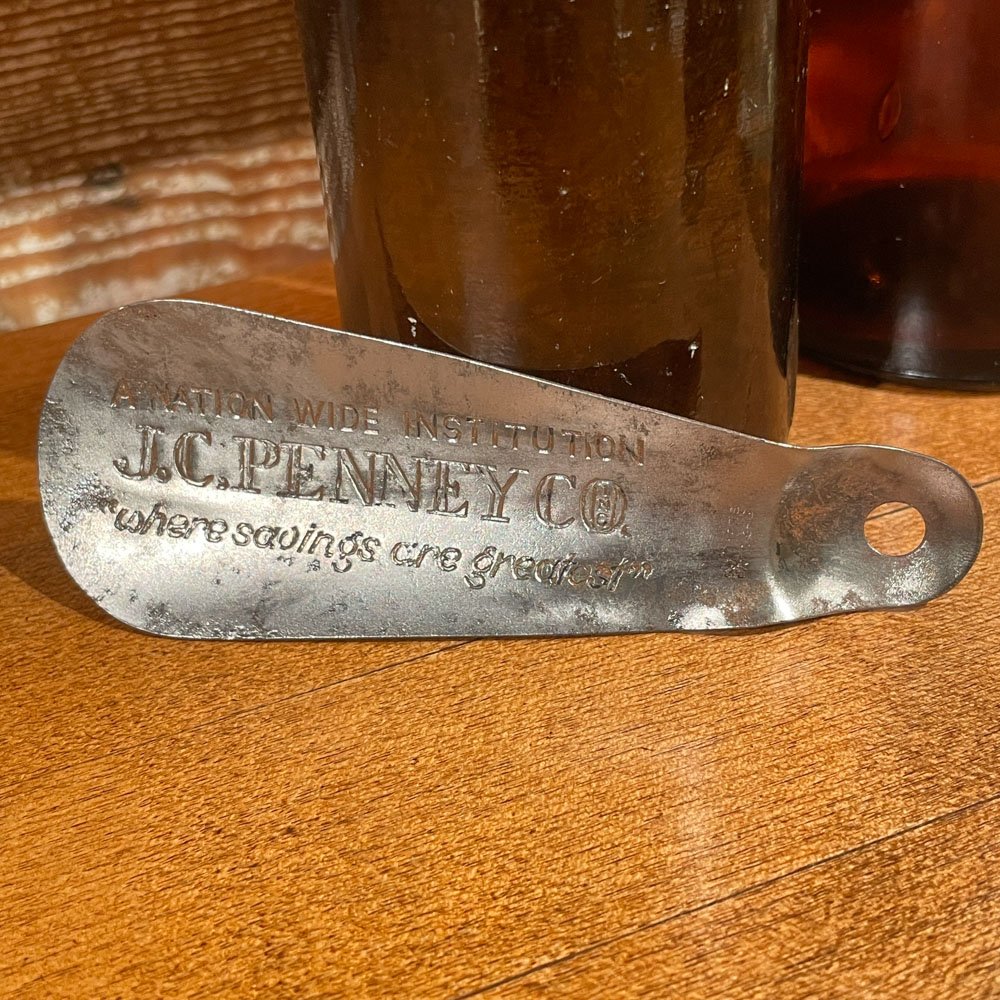 A NATION WIDE INSTITUTION
J.C.PENNEY CO.
"where savings are greatest"